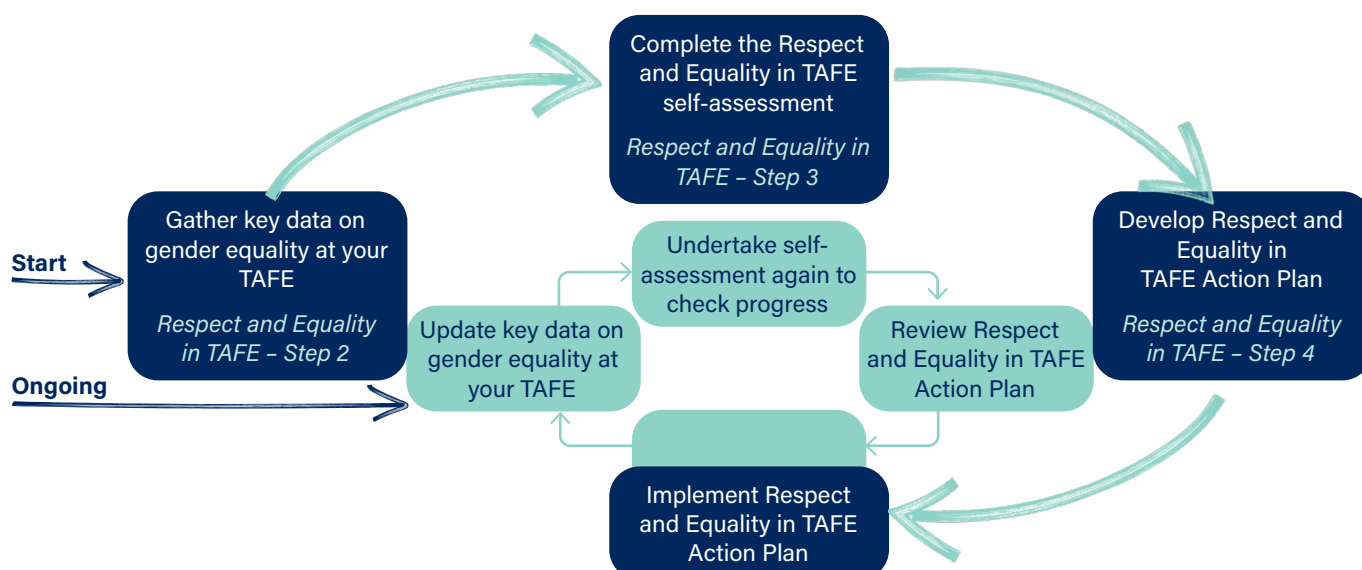 Complete the Respect
and Equality in TAFE
self-assessment
Respect and Equality in
TAFE – Step 3
Start
Gather key data on
gender equality at your
TAFE
Respect and Equality
in TAFE – Step 2
Develop Respect and
Equality in
TAFE Action Plan
Respect and Equality
in TAFE – Step 4
Undertake self-
assessment again to
check progress
Ongoing
Update key data on
gender equality at
your TAFE
Review Respect
and Equality in TAFE
Action Plan
Implement Respect
and Equality in TAFE
Action Plan